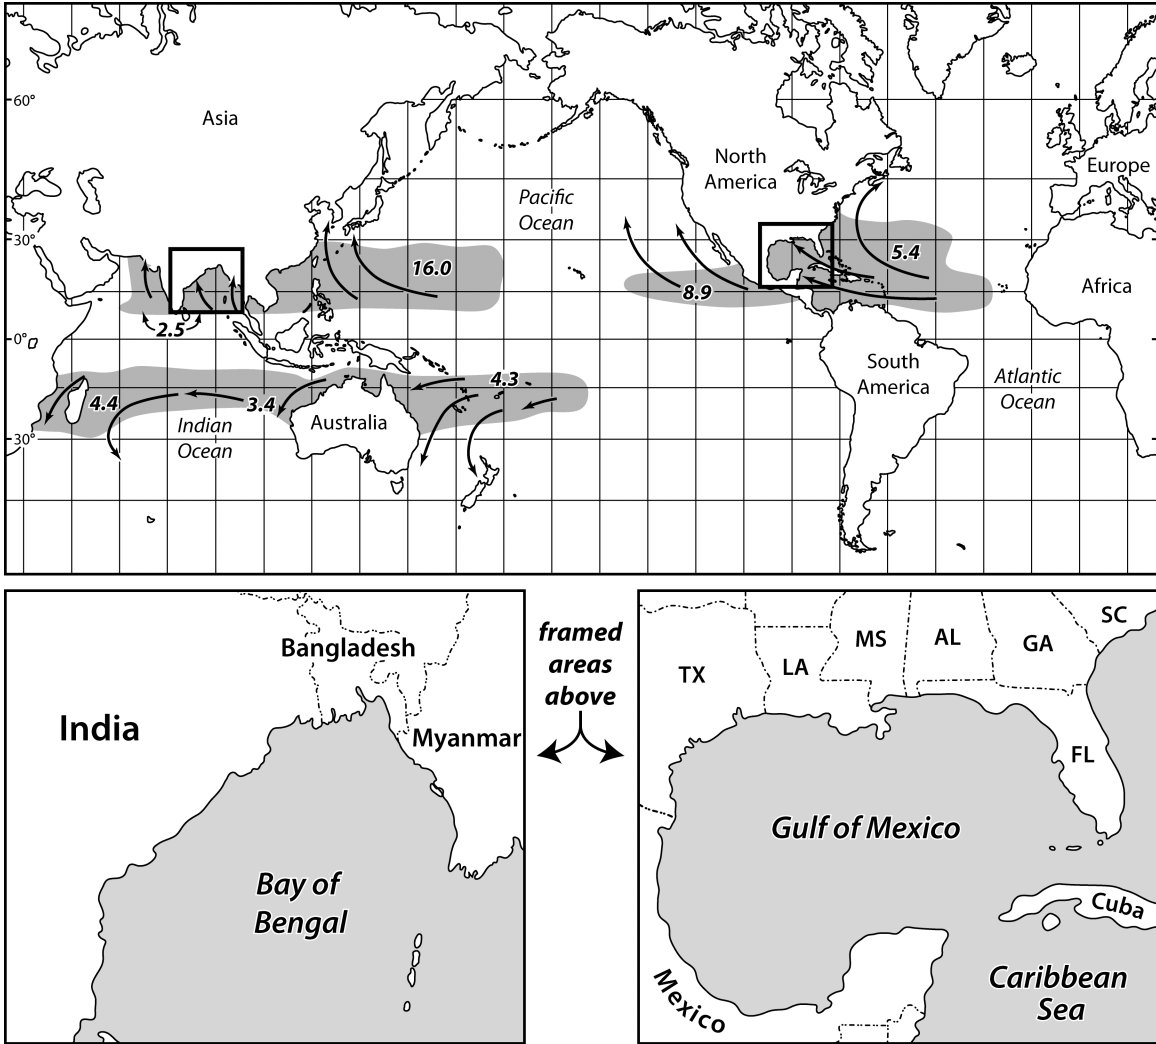 60°
Asia
North
America
Europe
Pacific
Ocean
30°
16.0
5.4
8.9
Africa
2.5
0°
South
America
Atlantic
Ocean
4.3
4.4
3.4
Indian
Ocean
Australia
30°
Bangladesh
India
Myanmar
Bay of
Bengal
framed
areas
above
SC
MS
AL
GA
LA
TX
FL
Gulf of Mexico
Cuba
Caribbean
Sea
Mexico